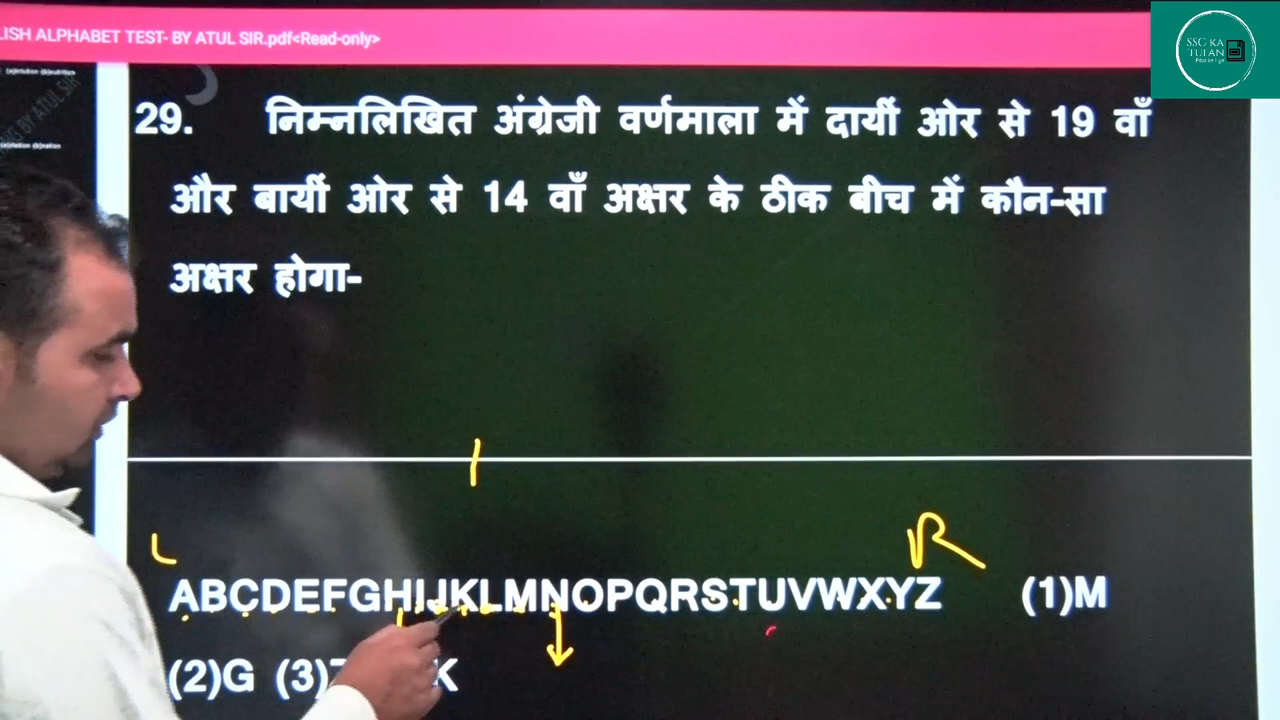 LISH ALPHABET TEST- BY ATUL SIR.pdf<Read-only>
SSC KA
TUFAN
29. निम्नलिखित अंग्रेजी वर्णमाला में दायीं ओर से 19 वाँ
और बायीं ओर से 14 वाँ अक्षर के ठीक बीच में कौन-सा
अक्षर होगा-
L R
ABCDEFGHIJKLMNOPQRSTUVWXYZ (1)M
(2)G (3) K